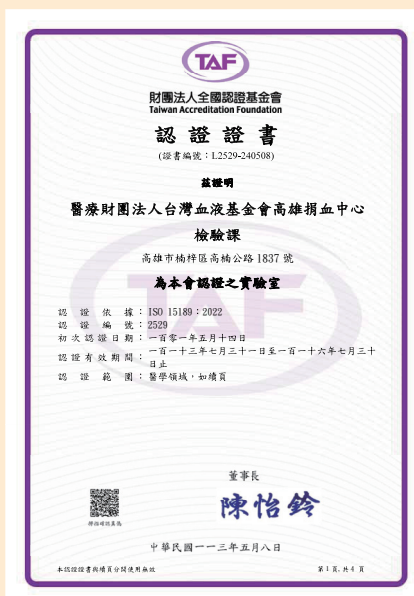 TAF
財團法人全國認證基金會
Taiwan Accreditation Foundation
認證證書
(證書編號：L2529-240508)
茲證明
醫療財團法人台灣血液基金會高雄捐血中心
檢驗課
高雄市楠梓區高楠公路 1837 號
為本會認證之實驗室
認證依據：ISO 15189：2022
認證編號：2529
初次認證日期：一百零一年五月十四日
認證有效期間：一百一十三年七月三十一日至一百一十六年七月三十
日止
認證範圍：醫學領域，如續頁
董事長
陳怡鈴
掃描確認真偽
中華民國一一三年五月八日
本認證證書與續頁分開使用無效
第 1 頁, 共 4 頁